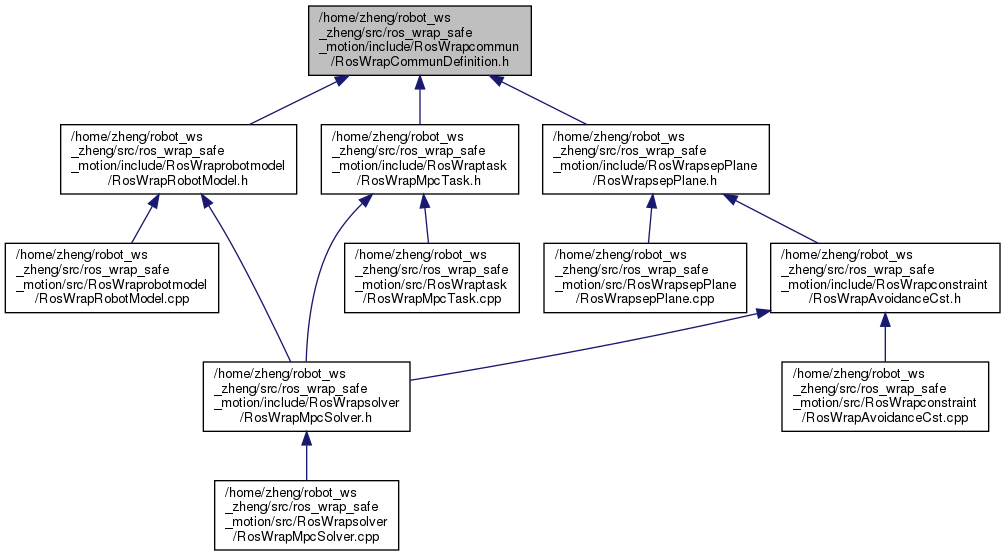 /home/zheng/robot_ws
_zheng/src/ros_wrap_safe
_motion/include/RosWrapcommun
/RosWrapCommunDefinition.h
/home/zheng/robot_ws
_zheng/src/ros_wrap_safe
_motion/include/RosWraprobotmodel
/RosWrapRobotModel.h
/home/zheng/robot_ws
_zheng/src/ros_wrap_safe
_motion/include/RosWraptask
/RosWrapMpcTask.h
/home/zheng/robot_ws
_zheng/src/ros_wrap_safe
_motion/include/RosWrapsepPlane
/RosWrapsepPlane.h
/home/zheng/robot_ws
_zheng/src/ros_wrap_safe
_motion/src/RosWraprobotmodel
/RosWrapRobotModel.cpp
/home/zheng/robot_ws
_zheng/src/ros_wrap_safe
_motion/src/RosWraptask
/RosWrapMpcTask.cpp
/home/zheng/robot_ws
_zheng/src/ros_wrap_safe
_motion/src/RosWrapsepPlane
/RosWrapsepPlane.cpp
/home/zheng/robot_ws
_zheng/src/ros_wrap_safe
_motion/include/RosWrapconstraint
/RosWrapAvoidanceCst.h
/home/zheng/robot_ws
_zheng/src/ros_wrap_safe
_motion/include/RosWrapsolver
/RosWrapMpcSolver.h
/home/zheng/robot_ws
_zheng/src/ros_wrap_safe
_motion/src/RosWrapconstraint
/RosWrapAvoidanceCst.cpp
/home/zheng/robot_ws
_zheng/src/ros_wrap_safe
_motion/src/RosWrapsolver
/RosWrapMpcSolver.cpp